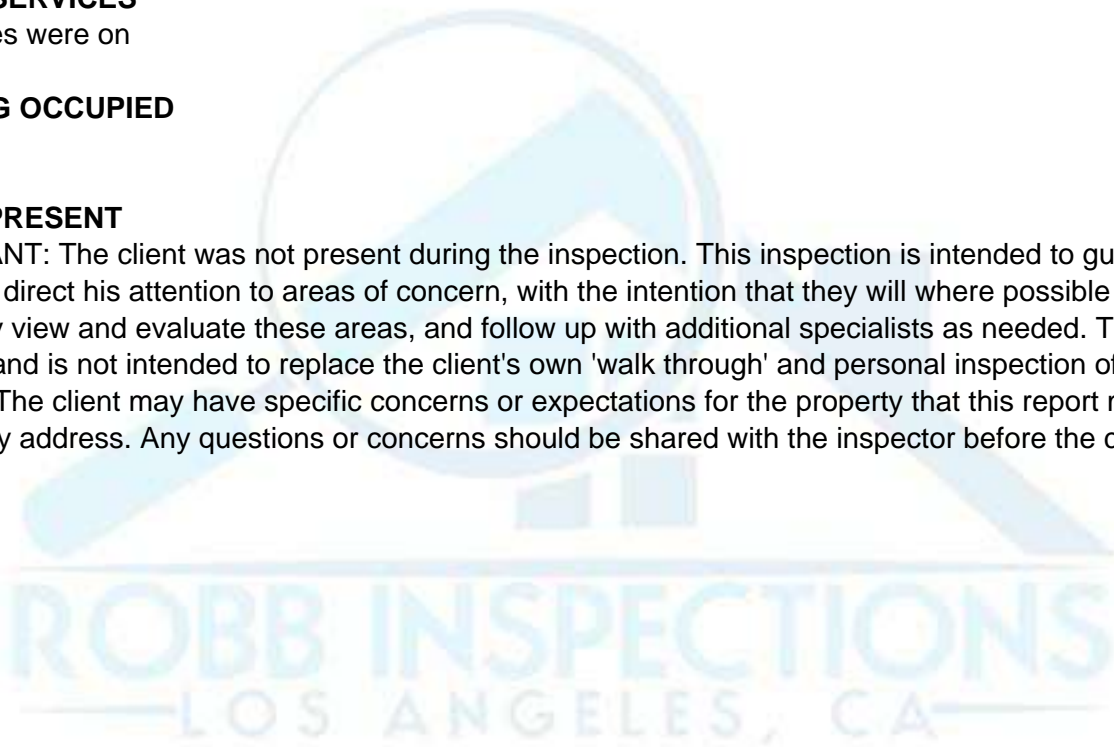 SERVICES
es were on
G OCCUPIED
PRESENT
ANT: The client was not present during the inspection. This inspection is intended to gu
direct his attention to areas of concern, with the intention that they will where possible
y view and evaluate these areas, and follow up with additional specialists as needed. T
and is not intended to replace the client's own 'walk through' and personal inspection of
The client may have specific concerns or expectations for the property that this report
y address. Any questions or concerns should be shared with the inspector before the
ROBB INSPECTIONS
LOS ANGELES, CA